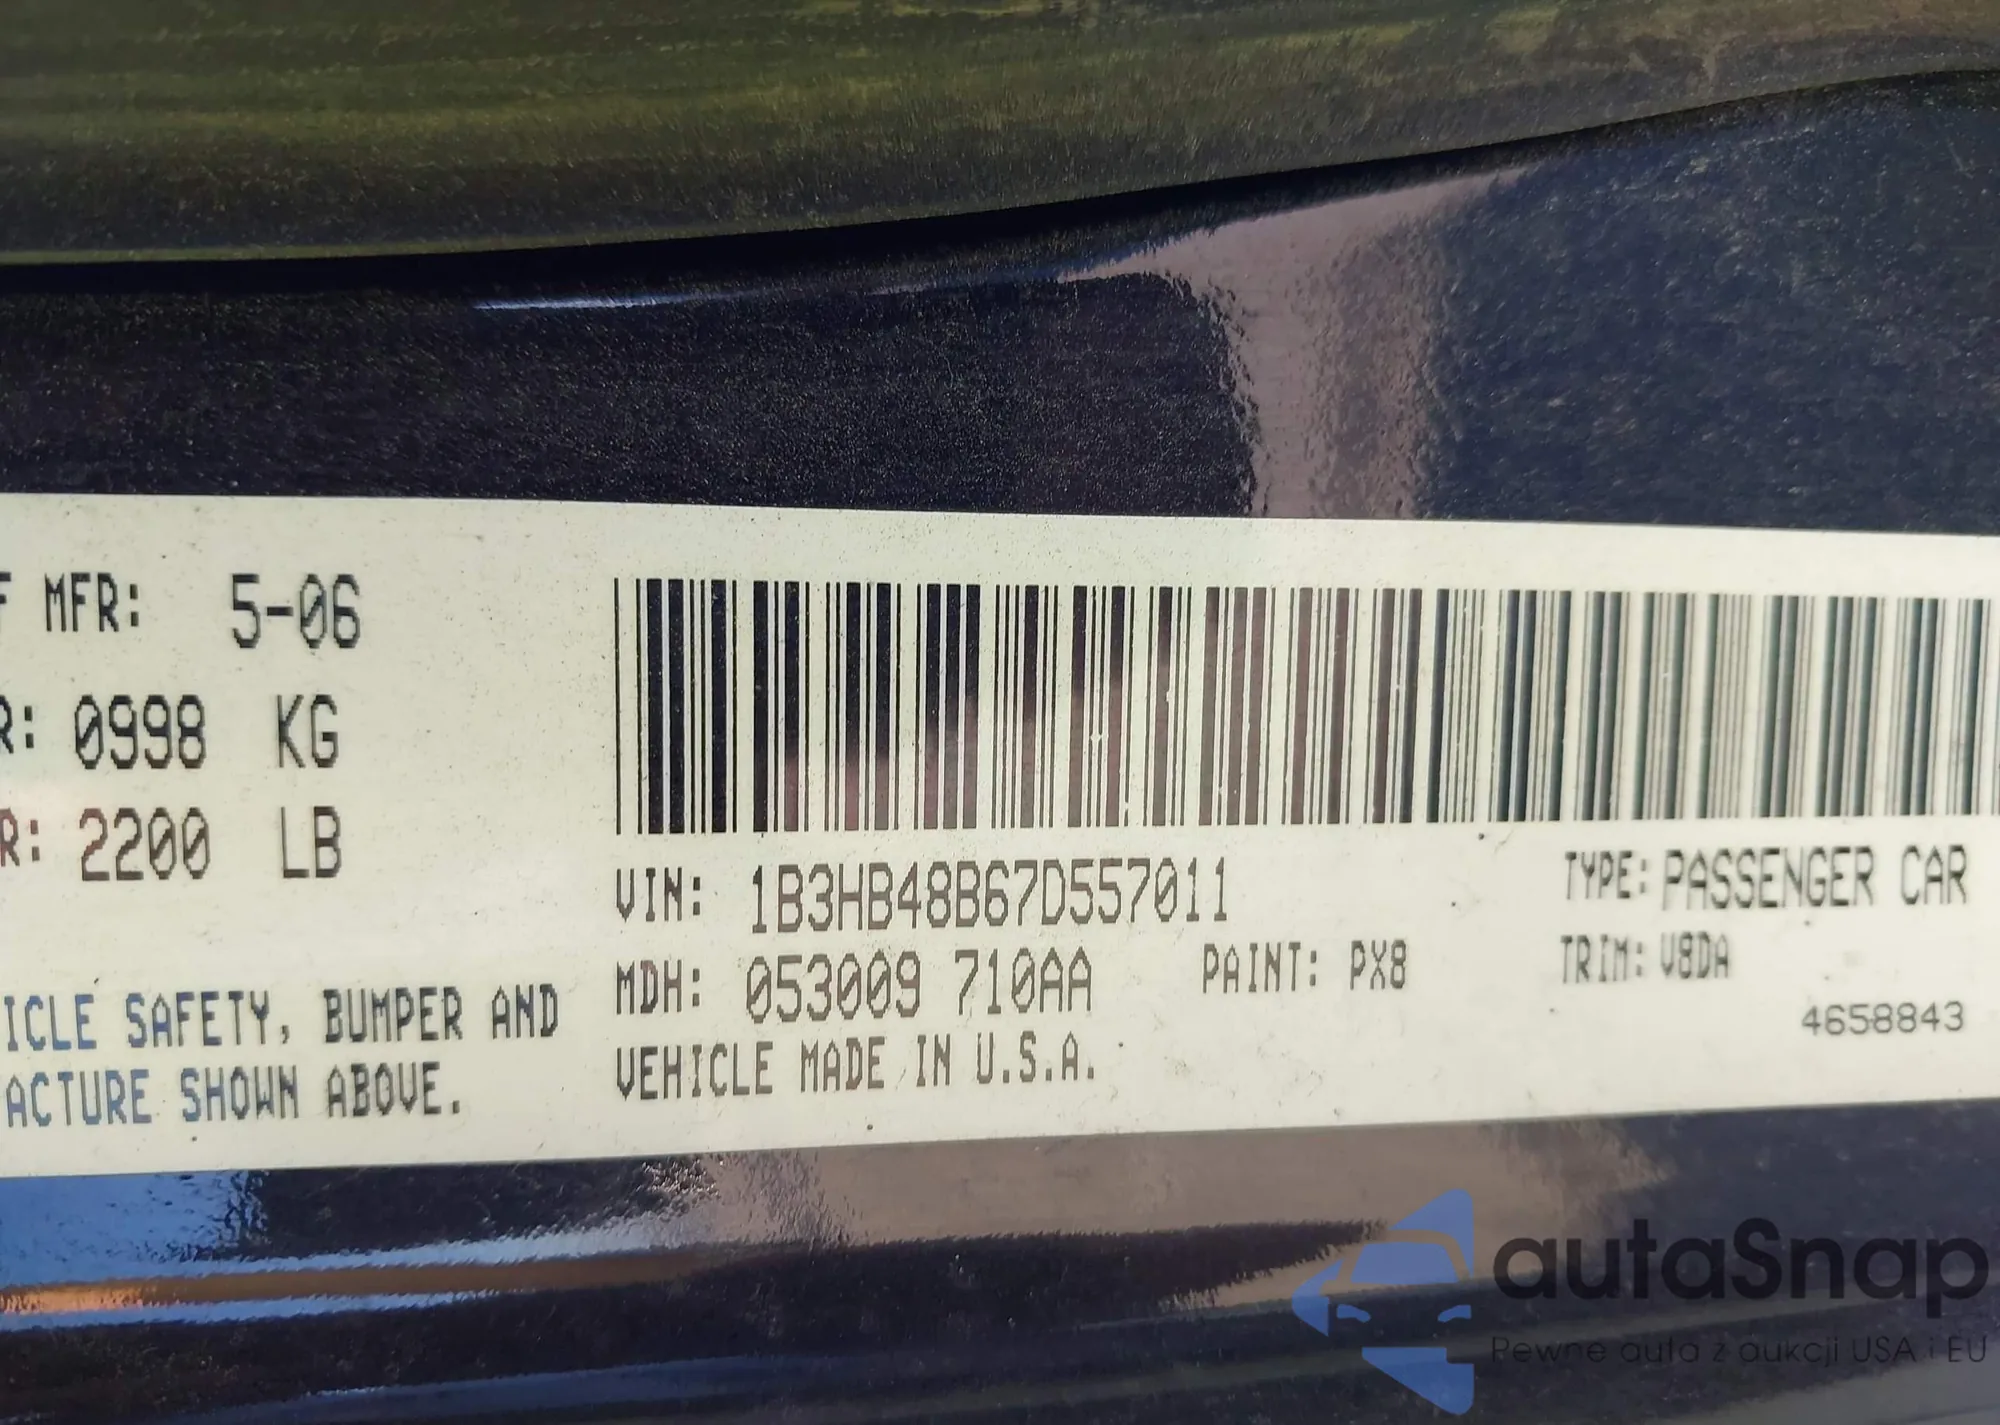 F MFR: 5-06
R: 0998 KG
R: 2200 LB
VIN: 1B3HB48B67D557011
TYPE: PASSENGER CAR
MDH: 053009 710AA PAINT: PX8 TRIM: V8DA
4658843
VEHICLE MADE IN U.S.A.
ICLE SAFETY, BUMPER AND
ACTURE SHOWN ABOVE.
autaSnap
Pewne auta z aukcji USA i EU